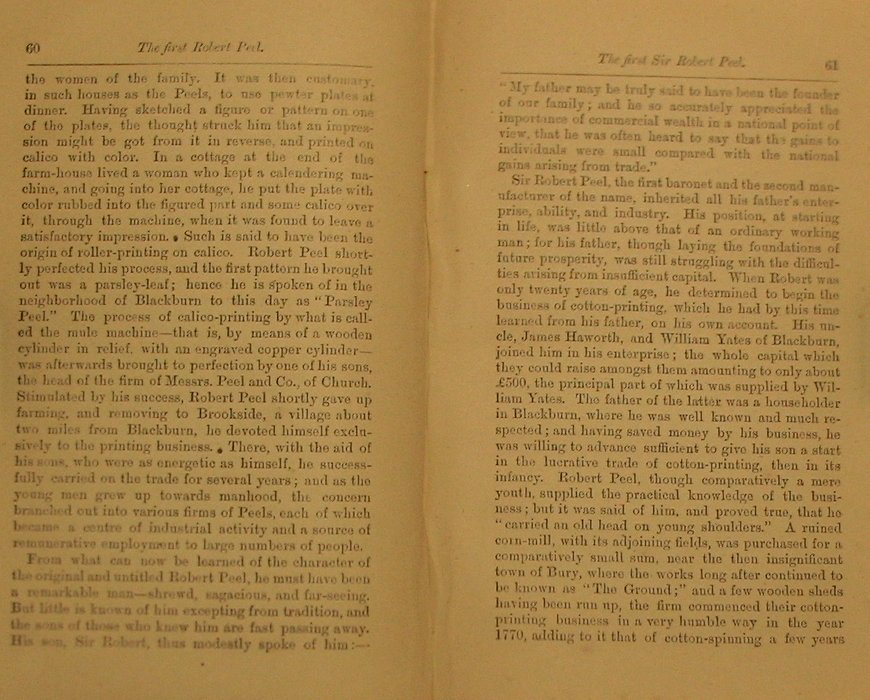 60
The first Robert Peel.
the women of the family. It was then customary,
in such houses as the Peels, to use pewter plates at
dinner. Having sketched a figure or pattern on one
of the plates, the thought struck him that an impres-
sion might be got from it in reverse, and printed on
calico with color. In a cottage at the end of the
farm-house lived a woman who kept a calendering ma-
chine, and going into her cottage, he put the plate with
color rubbed into the figured part and some calico over
it, through the machine, when it was found to leave a
satisfactory impression. Such is said to have been the
origin of roller-printing on calico. Robert Peel short-
ly perfected his process, and the first pattern he brought
out was a parsley-leaf; hence he is spoken of in the
neighborhood of Blackburn to this day as "Parsley
Peel." The process of calico-printing by what is call-
ed the mule machine—that is, by means of a wooden
cylinder in relief, with an engraved copper cylinder—
was afterwards brought to perfection by one of his sons,
the head of the firm of Messrs. Peel and Co., of Church.
Stimulated by his success, Robert Peel shortly gave up
farming, and removing to Brookside, a village about
two miles from Blackburn, he devoted himself exclu-
sively to the printing business. There, with the aid of
his sons, who were as energetic as himself, he success-
fully carried on the trade for several years; and as the
young men grew up towards manhood, the concern
branched out into various firms of Peels, each of which
became a centre of industrial activity and a source of
remunerative employment to large numbers of people.
From what can now be learned of the character of
the original and untitled Robert Peel, he must have been
a remarkable man—shrewd, sagacious, and far-seeing.
But little is known of him excepting from tradition, and
the sons of those who knew him are fast passing away.
His son, Sir Robert, thus modestly spoke of him:—
The first Sir Robert Peel.
61
"My father may be truly said to have been the founder
of our family; and he so accurately appreciated the
importance of commercial wealth in a national point of
view, that he was often heard to say that the gains to
individuals were small compared with the national
gains arising from trade."
Sir Robert Peel, the first baronet and the second man-
ufacturer of the name, inherited all his father's enter-
prise, ability, and industry. His position, at starting
in life, was little above that of an ordinary working
man; for his father, though laying the foundations of
future prosperity, was still struggling with the difficul-
ties arising from insufficient capital. When Robert was
only twenty years of age, he determined to begin the
business of cotton-printing, which he had by this time
learned from his father, on his own account. His un-
cle, James Haworth, and William Yates of Blackburn,
joined him in his enterprise; the whole capital which
they could raise amongst them amounting to only about
£500, the principal part of which was supplied by Wil-
liam Yates. The father of the latter was a householder
in Blackburn, where he was well known and much re-
spected; and having saved money by his business, he
was willing to advance sufficient to give his son a start
in the lucrative trade of cotton-printing, then in its
infancy. Robert Peel, though comparatively a mere
youth, supplied the practical knowledge of the busi-
ness; but it was said of him, and proved true, that he
"carried an old head on young shoulders." A ruined
corn-mill, with its adjoining fields, was purchased for a
comparatively small sum, near the then insignificant
town of Bury, where the works long after continued to
be known as "The Ground;" and a few wooden sheds
having been run up, the firm commenced their cotton-
printing business in a very humble way in the year
1770, adding to it that of cotton-spinning a few years